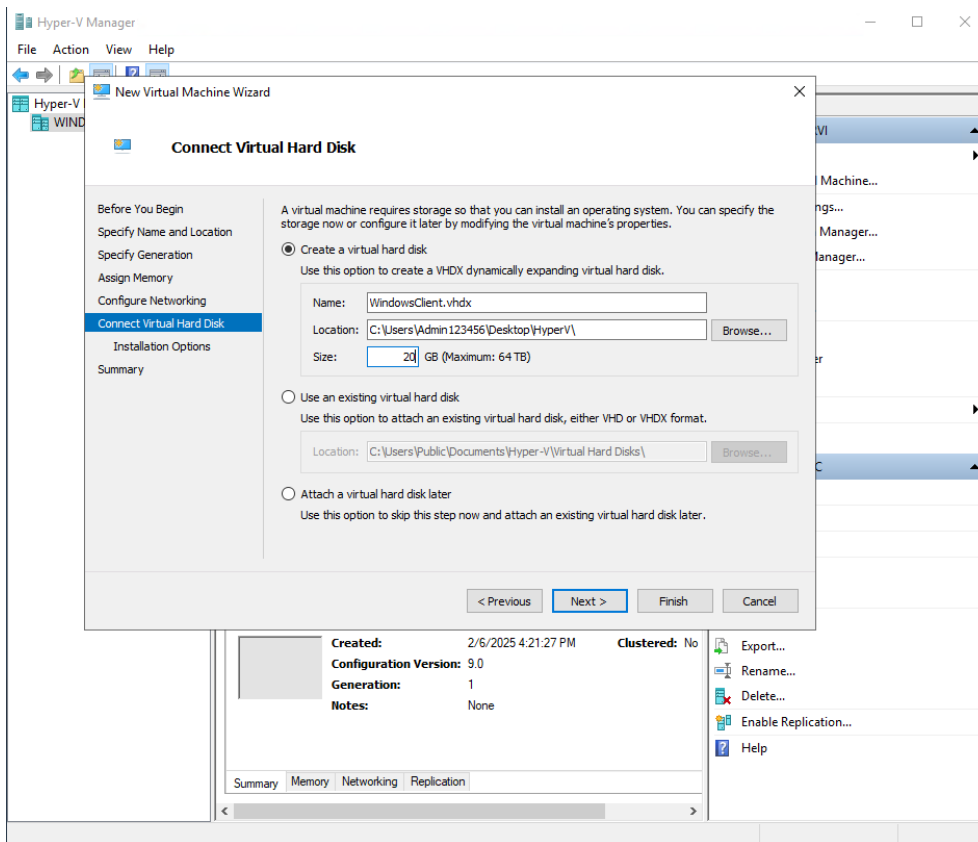 Hyper-V Manager
File Action View Help
Hyper-V
WIND
New Virtual Machine Wizard
Connect Virtual Hard Disk
Before You Begin
Specify Name and Location
Specify Generation
Assign Memory
Configure Networking
Connect Virtual Hard Disk
Installation Options
Summary
A virtual machine requires storage so that you can install an operating system. You can specify the
storage now or configure it later by modifying the virtual machine's properties.
Create a virtual hard disk
Use this option to create a VHDX dynamically expanding virtual hard disk.
Name: WindowsClient.vhdx
Location: C:\Users\Admin123456\Desktop\HyperV\ Browse...
Size: 20 GB (Maximum: 64 TB)
Use an existing virtual hard disk
Use this option to attach an existing virtual hard disk, either VHD or VHDX format.
Location: C:\Users\Public\Documents\Hyper-V\Virtual Hard Disks\ Browse...
Attach a virtual hard disk later
Use this option to skip this step now and attach an existing virtual hard disk later.
< Previous Next > Finish Cancel
Machine...
ngs...
Manager...
Manager...
Created: 2/6/2025 4:21:27 PM Clustered: No
Configuration Version: 9.0
Generation: 1
Notes: None
Summary Memory Networking Replication
Export...
Rename...
Delete...
Enable Replication...
Help